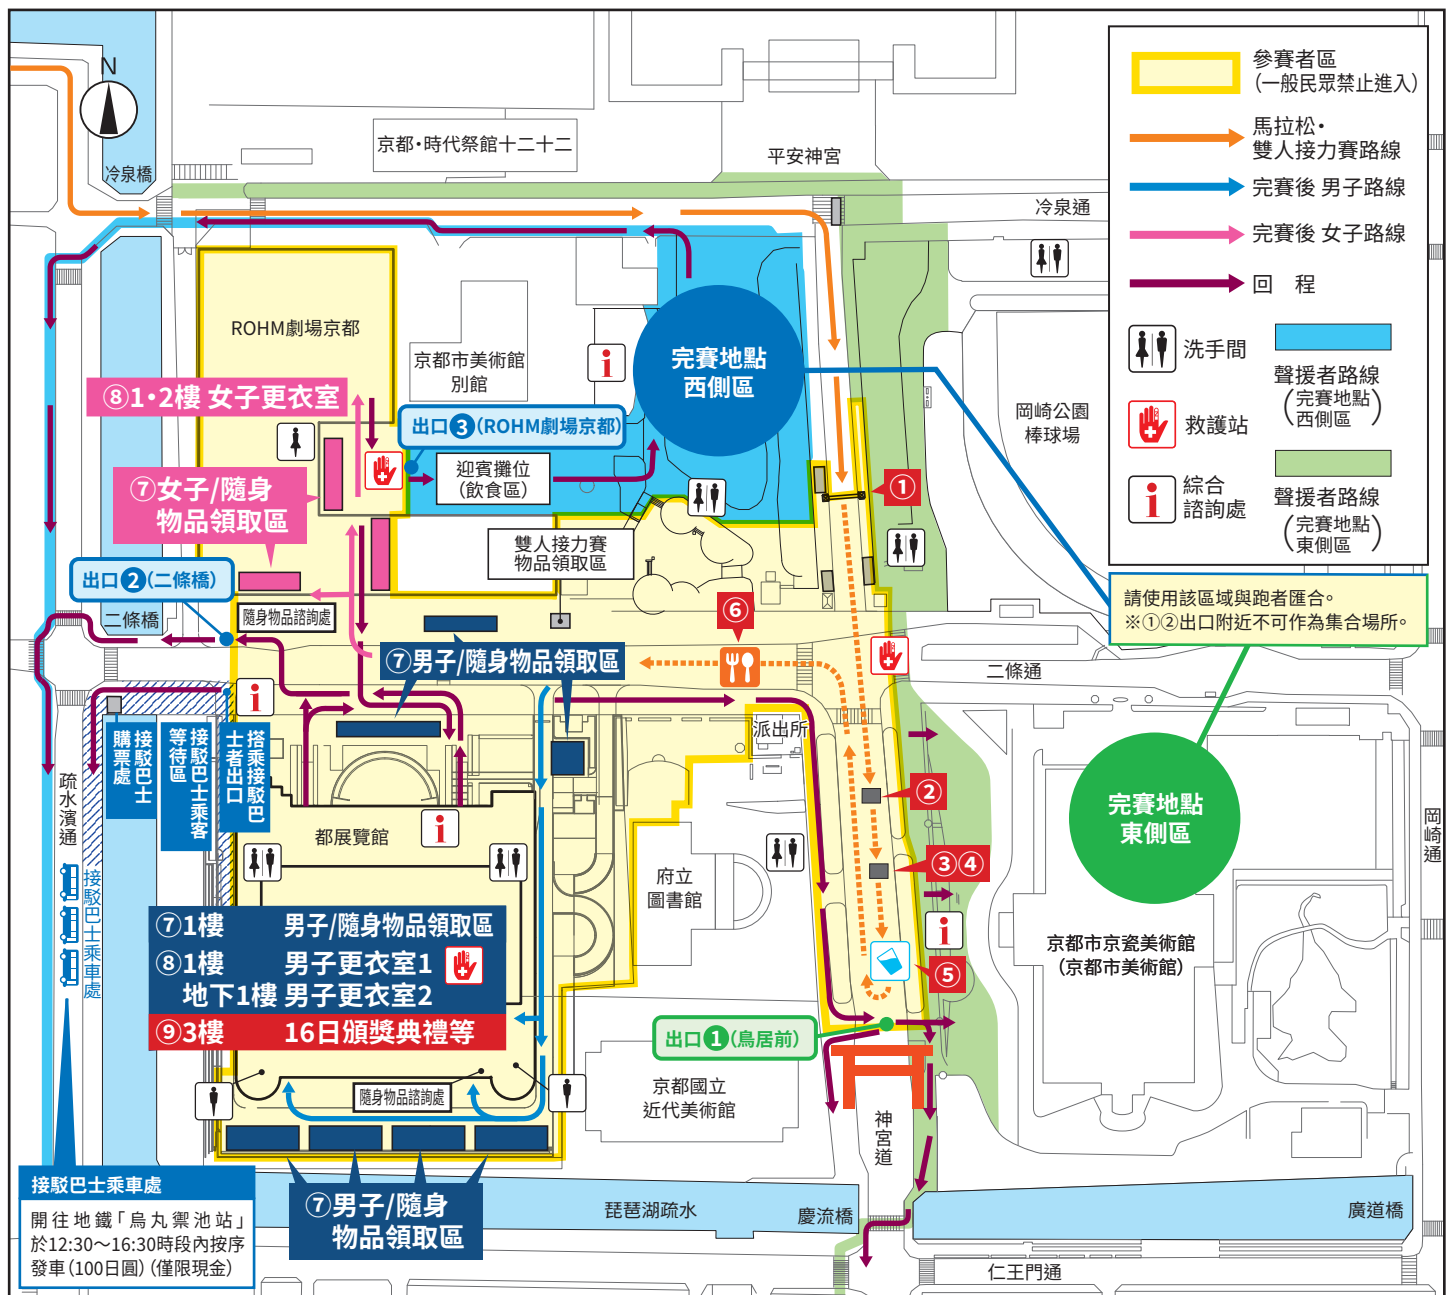 N
冷泉橋
京都・時代祭館十二十二
平安神宮
冷泉通
參賽者區
(一般民眾禁止進入)
馬拉松・
雙人接力賽路線
完賽後 男子路線
完賽後 女子路線
回 程
洗手間
救護站
綜合
諮詢處
聲援者路線
(完賽地點
西側區)
聲援者路線
(完賽地點
東側區)
請使用該區域與跑者匯合。
※①②出口附近不可作為集合場所。
ROHM劇場京都
京都市美術館
別館
完賽地點
西側區
岡崎公園
棒球場
⑧1・2樓 女子更衣室
出口3(ROHM劇場京都)
迎賓攤位
(飲食區)
①
⑦女子/隨身
物品領取區
雙人接力賽
物品領取區
出口2(二條橋)
二條橋
隨身物品諮詢處
⑥
⑦男子/隨身物品領取區
二條通
派出所
接駁巴士
購票處
接駁巴士乘客
等待區
搭乘接駁巴
士者出口
疏水濱通
接駁巴士乘車處
都展覽館
②
③④
⑤
府立
圖書館
完賽地點
東側區
岡崎通
京都市京瓷美術館
(京都市美術館)
⑦1樓 男子/隨身物品領取區
⑧1樓 男子更衣室1
地下1樓 男子更衣室2
⑨3樓 16日頒獎典禮等
出口1(鳥居前)
隨身物品諮詢處
京都國立
近代美術館
神宮道
⑦男子/隨身
物品領取區
接駁巴士乘車處
開往地鐵「烏丸禦池站」
於12:30～16:30時段內按序
發車(100日圓)(僅限現金)
琵琶湖疏水
慶流橋
廣道橋
仁王門通